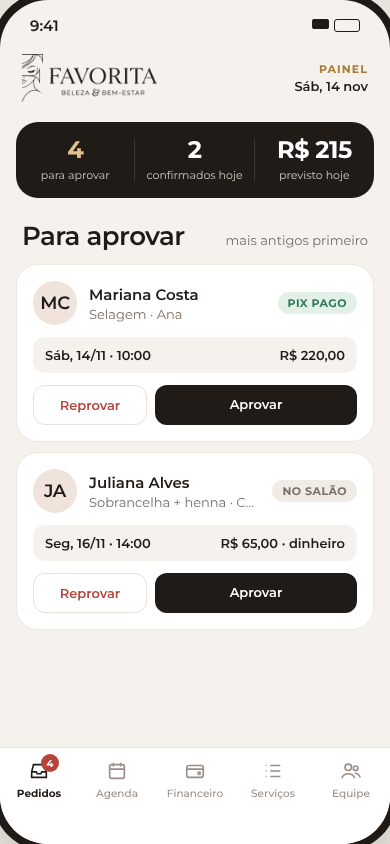 9:41
FAVORITA
BELEZA & BEM-ESTAR
PAINEL
Sáb, 14 nov
4
para aprovar
2
confirmados hoje
R$ 215
previsto hoje
Para aprovar
mais antigos primeiro
MC
Mariana Costa
Selagem · Ana
PIX PAGO
Sáb, 14/11 · 10:00
R$ 220,00
Reprovar
Aprovar
JA
Juliana Alves
Sobrancelha + henna · C...
NO SALÃO
Seg, 16/11 · 14:00
R$ 65,00 · dinheiro
Reprovar
Aprovar
4
Pedidos
Agenda
Financeiro
Serviços
Equipe